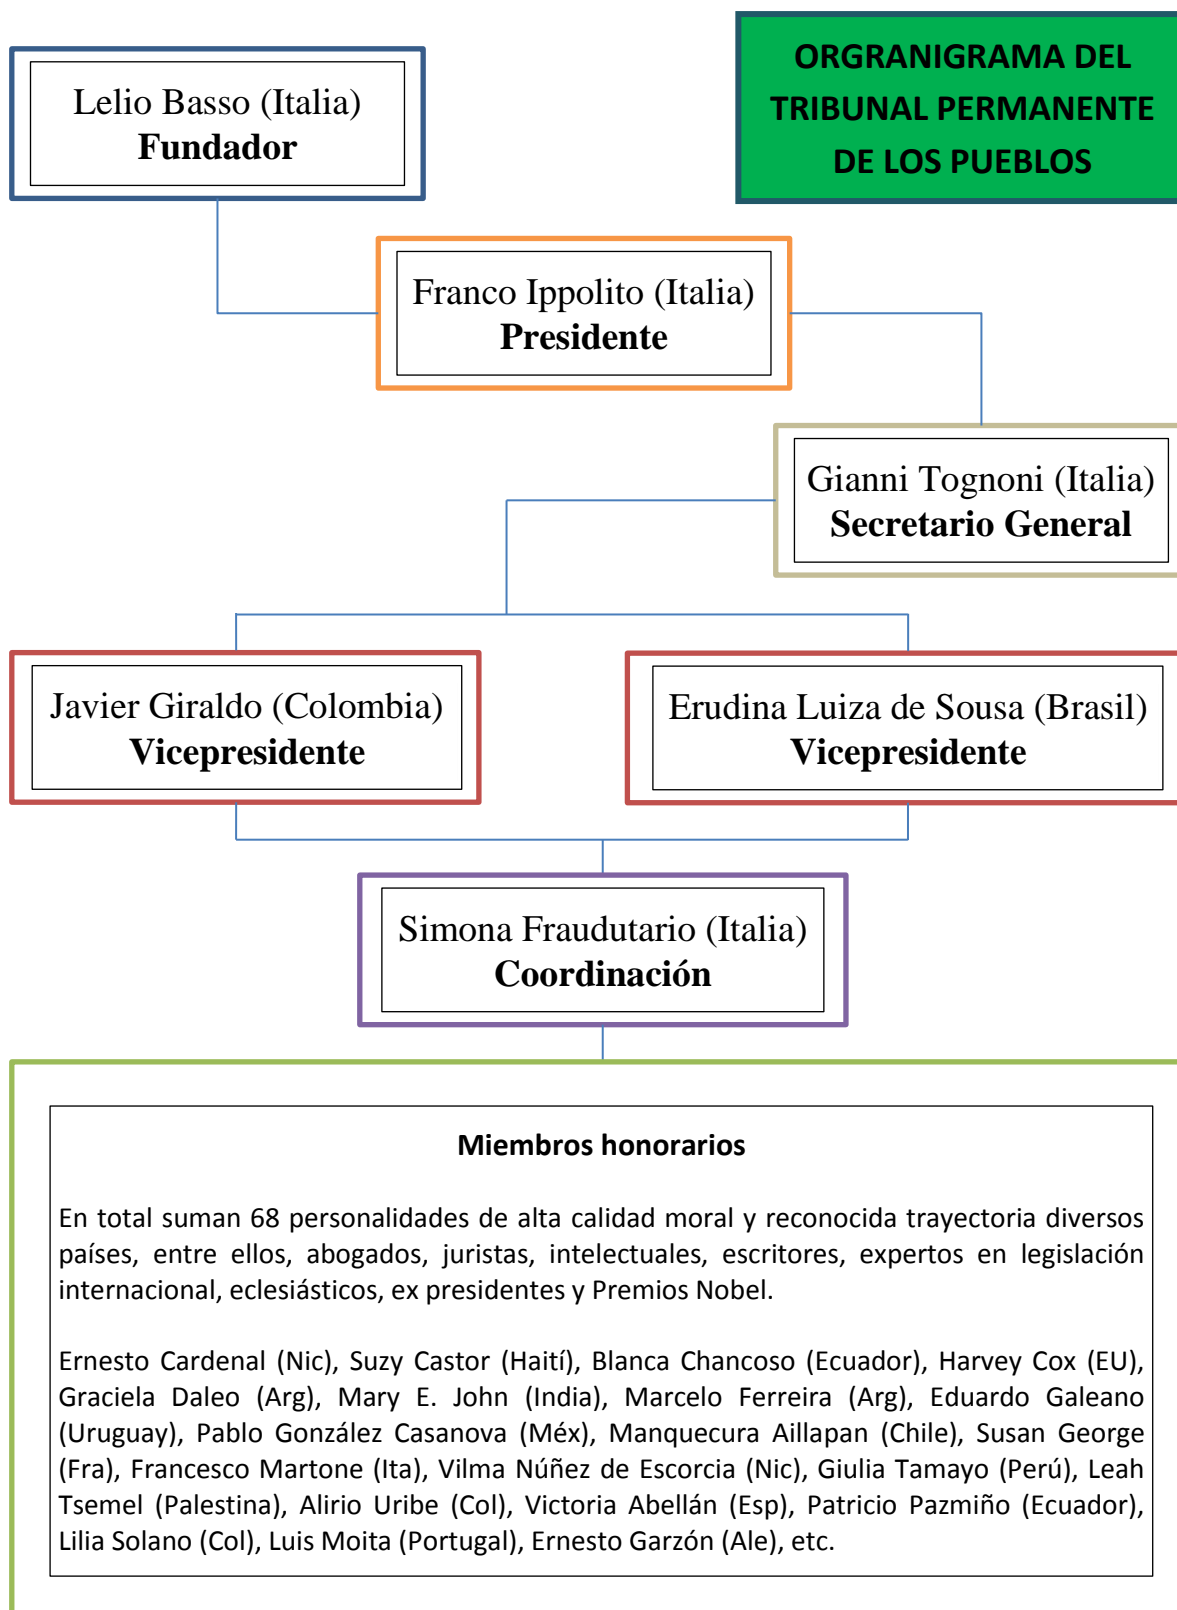 ORGRANIGRAMA DEL
TRIBUNAL PERMANENTE
DE LOS PUEBLOS
Lelio Basso (Italia)
Fundador
Franco Ippolito (Italia)
Presidente
Gianni Tognoni (Italia)
Secretario General
Javier Giraldo (Colombia)
Vicepresidente
Erudina Luiza de Sousa (Brasil)
Vicepresidente
Simona Fraudutario (Italia)
Coordinación
Miembros honorarios
En total suman 68 personalidades de alta calidad moral y reconocida trayectoria diversos
países, entre ellos, abogados, juristas, intelectuales, escritores, expertos en legislación
internacional, eclesiásticos, ex presidentes y Premios Nobel.
Ernesto Cardenal (Nic), Suzy Castor (Haití), Blanca Chancoso (Ecuador), Harvey Cox (EU),
Graciela Daleo (Arg), Mary E. John (India), Marcelo Ferreira (Arg), Eduardo Galeano
(Uruguay), Pablo González Casanova (Méx), Manquecura Aillapan (Chile), Susan George
(Fra), Francesco Martone (Ita), Vilma Núñez de Escorcia (Nic), Giulia Tamayo (Perú), Leah
Tsemel (Palestina), Alirio Uribe (Col), Victoria Abellán (Esp), Patricio Pazmiño (Ecuador),
Lilia Solano (Col), Luis Moita (Portugal), Ernesto Garzón (Ale), etc.